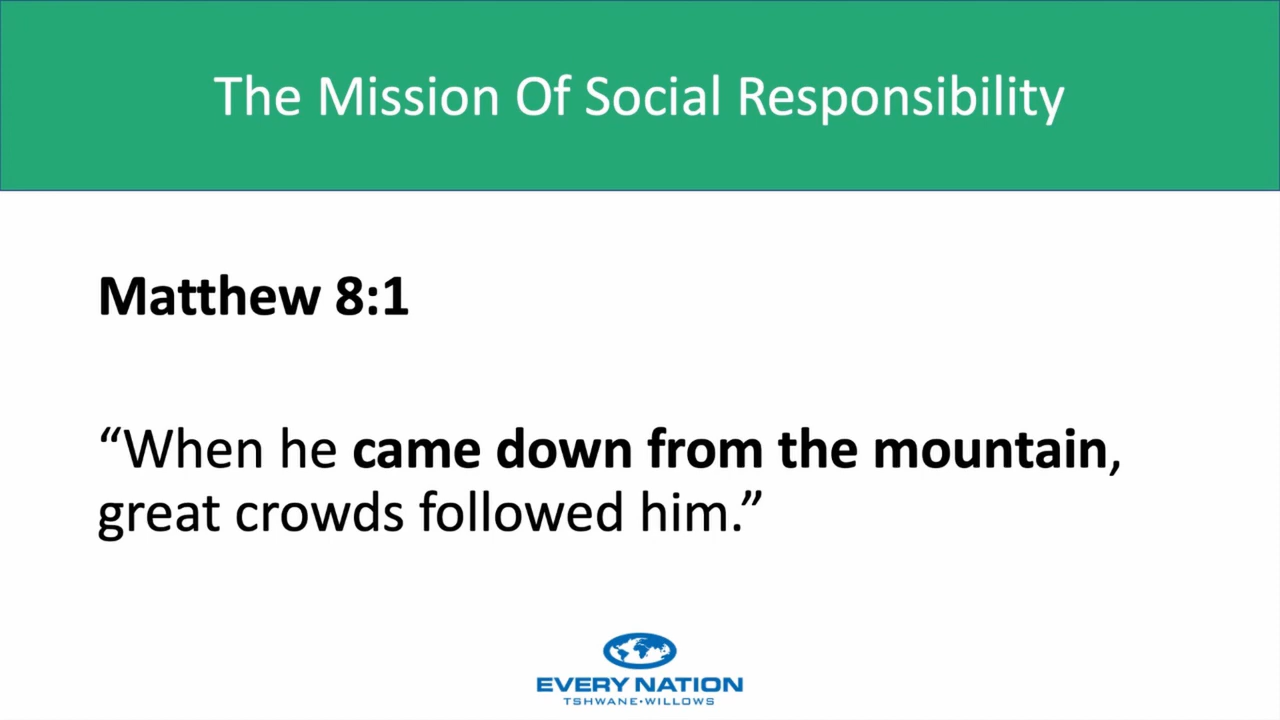 The Mission Of Social Responsibility
Matthew 8:1
“When he came down from the mountain,
great crowds followed him.”
EVERY NATION
TSHWANE•WILLOWS